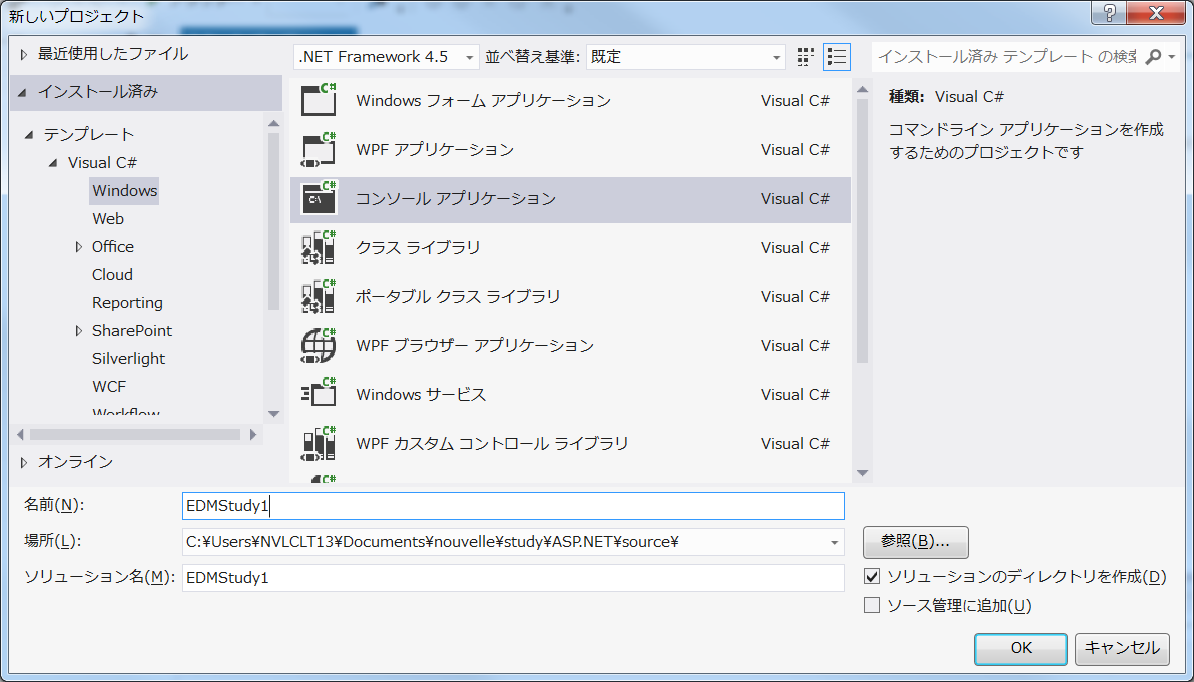 新しいプロジェクト
最近使用したファイル
インストール済み
テンプレート
Visual C#
Windows
Web
Office
Cloud
Reporting
SharePoint
Silverlight
WCF
Workflow
オンライン
.NET Framework 4.5
並べ替え基準:
既定
インストール済み テンプレート の検索
Windows フォーム アプリケーション Visual C#
WPF アプリケーション Visual C#
コンソール アプリケーション Visual C#
クラス ライブラリ Visual C#
ポータブル クラス ライブラリ Visual C#
WPF ブラウザー アプリケーション Visual C#
Windows サービス Visual C#
WPF カスタム コントロール ライブラリ Visual C#
種類: Visual C#
コマンドライン アプリケーションを作成
するためのプロジェクトです
名前(N): EDMStudy1
場所(L): C:¥Users¥NVLCLT13¥Documents¥nouvelle¥study¥ASP.NET¥source¥
参照(B)...
ソリューション名(M): EDMStudy1
ソリューションのディレクトリを作成(D)
ソース管理に追加(U)
OK
キャンセル